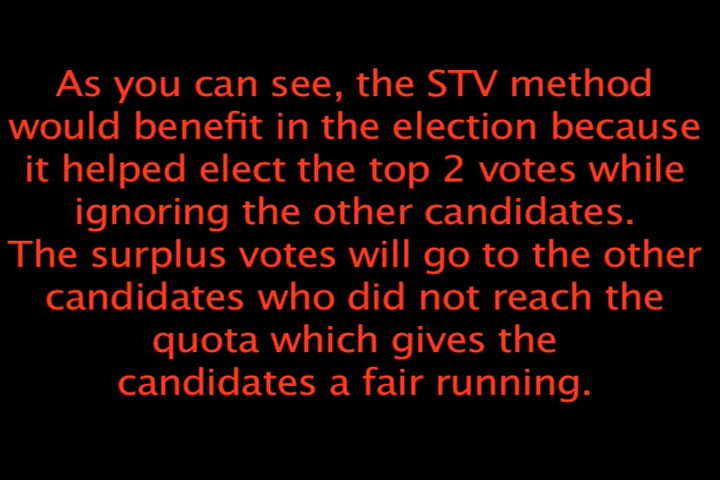 As you can see, the STV method
would benefit in the election because
it helped elect the top 2 votes while
ignoring the other candidates.
The surplus votes will go to the other
candidates who did not reach the
quota which gives the
candidates a fair running.